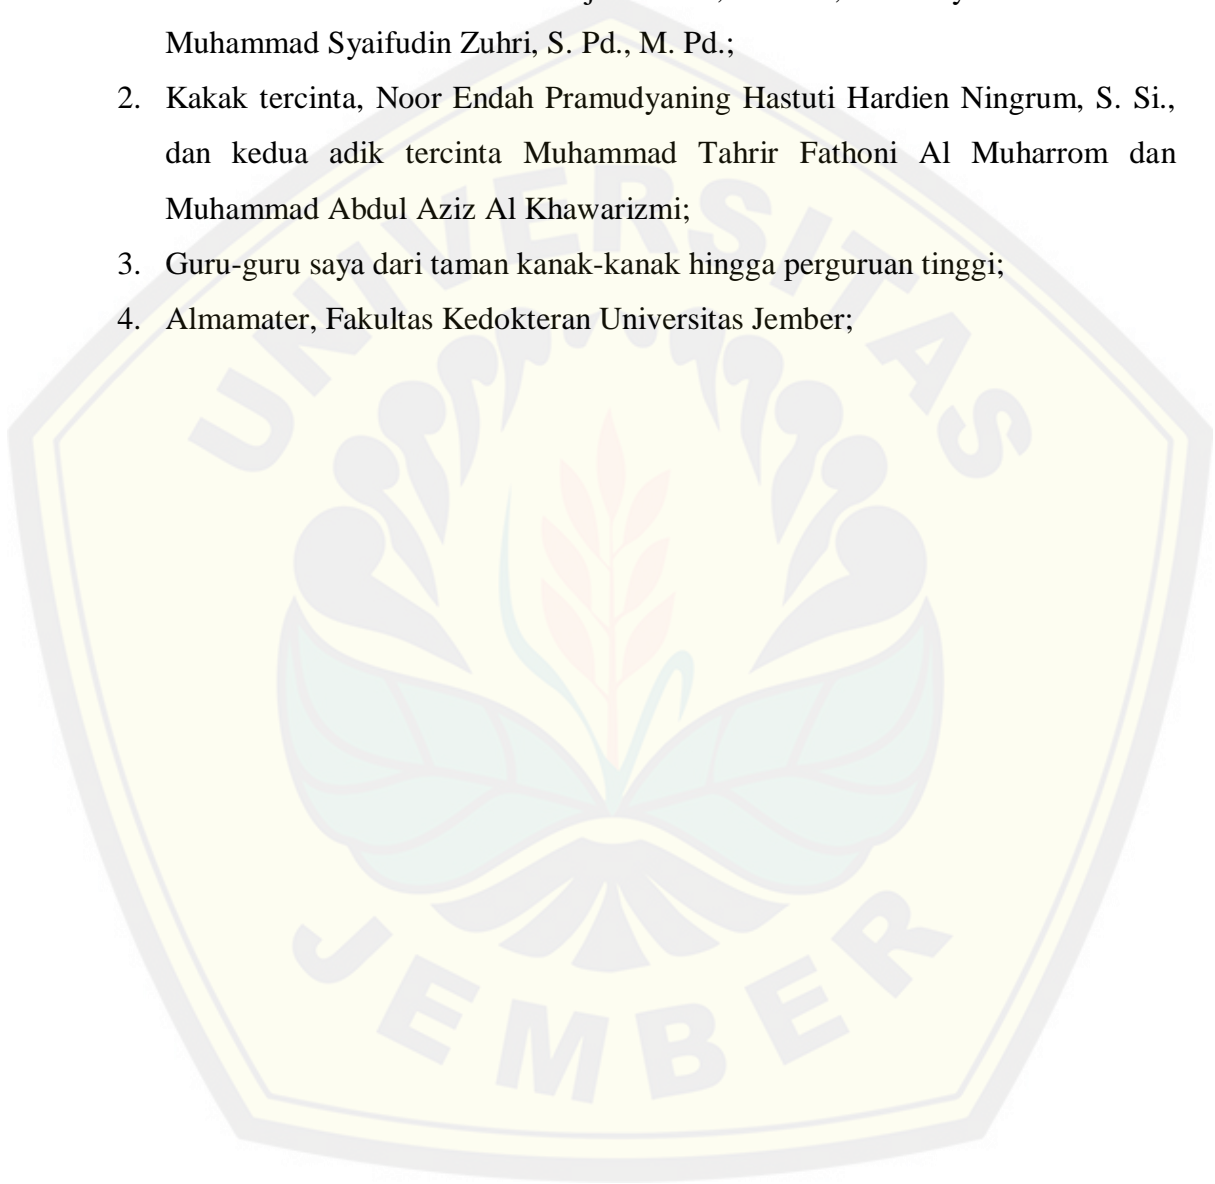 Muhammad Syaifudin Zuhri, S. Pd., M. Pd.;
2. Kakak tercinta, Noor Endah Pramudyaning Hastuti Hardien Ningrum, S. Si.,
dan kedua adik tercinta Muhammad Tahrir Fathoni Al Muharrom dan
Muhammad Abdul Aziz Al Khawarizmi;
3. Guru-guru saya dari taman kanak-kanak hingga perguruan tinggi;
4. Almamater, Fakultas Kedokteran Universitas Jember;
UNIVERSITAS
JEMBER